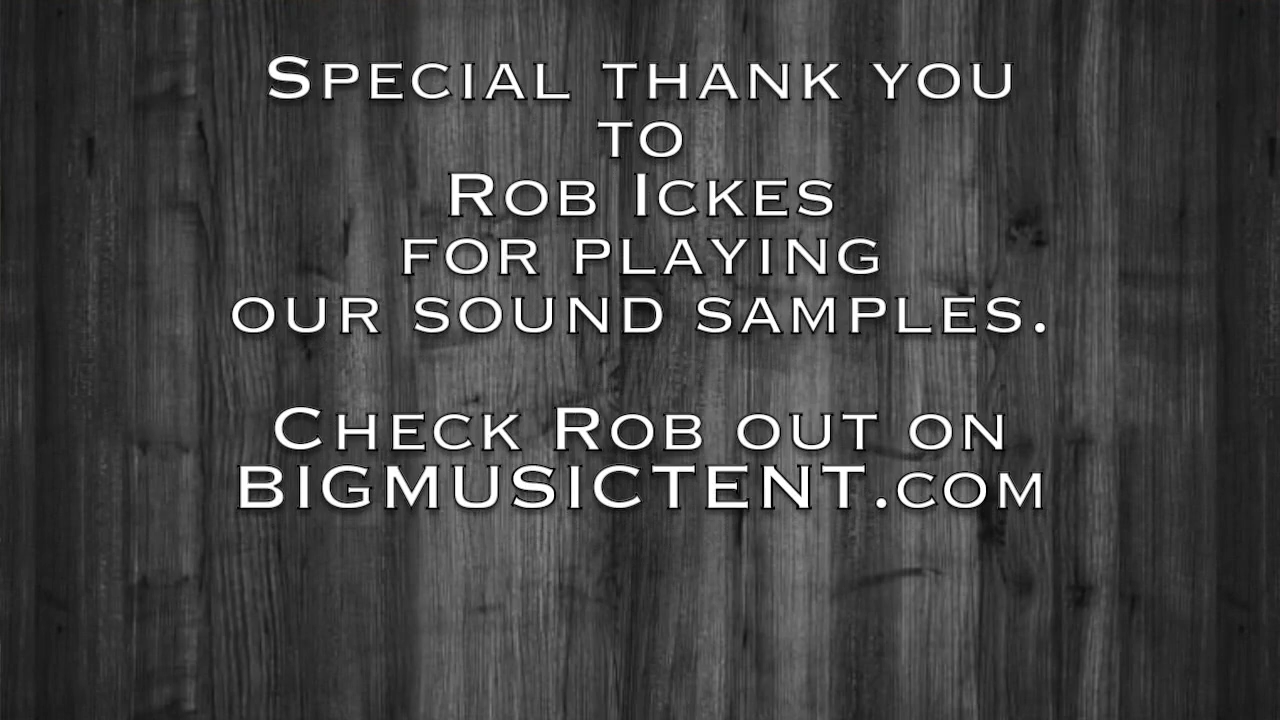 Special thank you
to
Rob Ickes
for playing
our sound samples.
Check Rob out on
BIGMUSICTENT.com